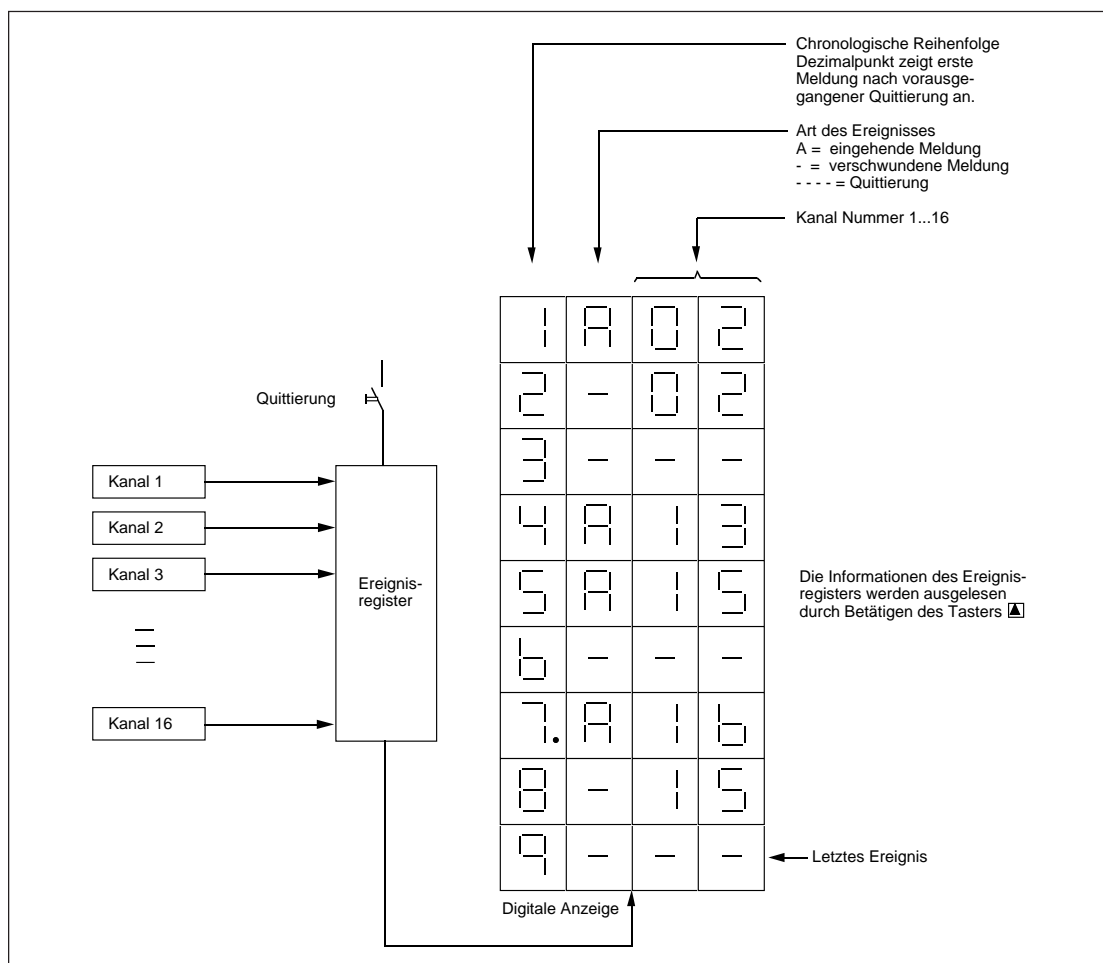 Chronologische Reihenfolge
Dezimalpunkt zeigt erste
Meldung nach vorausge-
gangener Quittierung an.
Art des Ereignisses
A = eingehende Meldung
- = verschwundene Meldung
- - - - = Quittierung
Kanal Nummer 1...16
1 A 0 2
2 - 0 2
3 - - -
4 A 1 3
5 A 1 5
6 - - -
7. A 1 6
8 - 1 5
9 - - -
Quittierung
Kanal 1
Kanal 2
Kanal 3
Kanal 16
Ereignis-
register
Die Informationen des Ereignis-
registers werden ausgelesen
durch Betätigen des Tasters
Letztes Ereignis
Digitale Anzeige